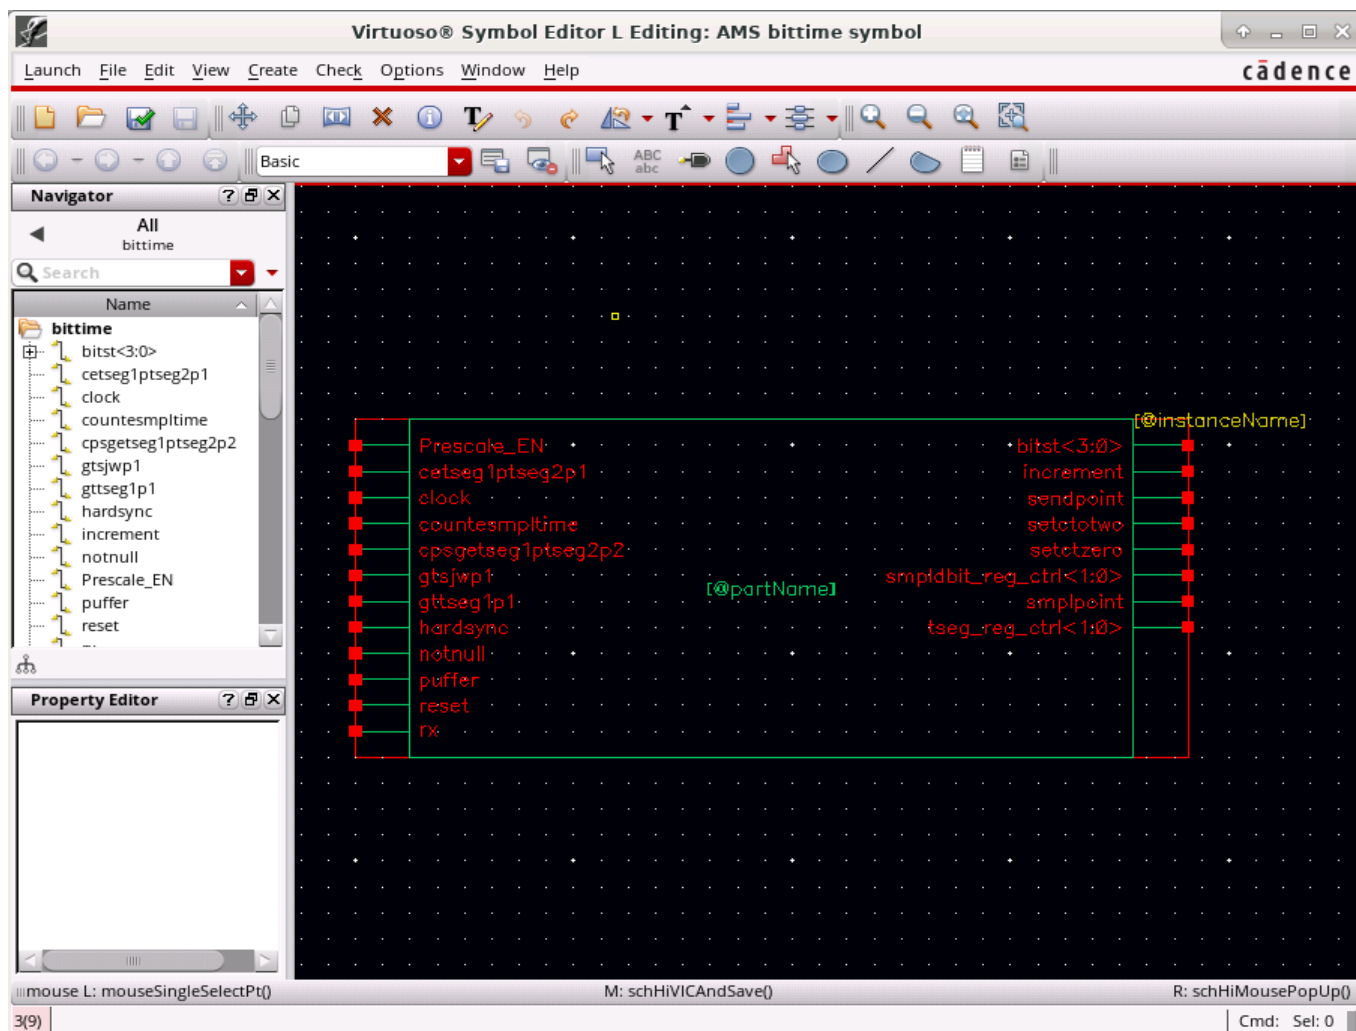 Virtuoso® Symbol Editor L Editing: AMS bittime symbol
Launch File Edit View Create Check Options Window Help
cādence
Basic
ABC
abc
Navigator
All
bittime
Search
Name
bittime
bitst<3:0>
cetseg1ptseg2p1
clock
countesmpltime
cpsgetseg1ptseg2p2
gtsjwp1
gttseg1p1
hardsync
increment
notnull
Prescale_EN
puffer
reset
Property Editor
[@instanceName]
Prescale_EN
cetseg1ptseg2p1
clock
countesmpltime
cpsgetseg1ptseg2p2
gtsjwp1
gttseg1p1
hardsync
notnull
puffer
reset
rx
[@partName]
bitst<3:0>
increment
sendpoint
setctotwo
setctzero
smpldbit_reg_ctrl<1:0>
smplpoint
tseg_reg_ctrl<1:0>
mouse L: mouseSingleSelectPt() M: schHiVICAndSave() R: schHiMousePopUp()
3(9) Cmd: Sel: 0